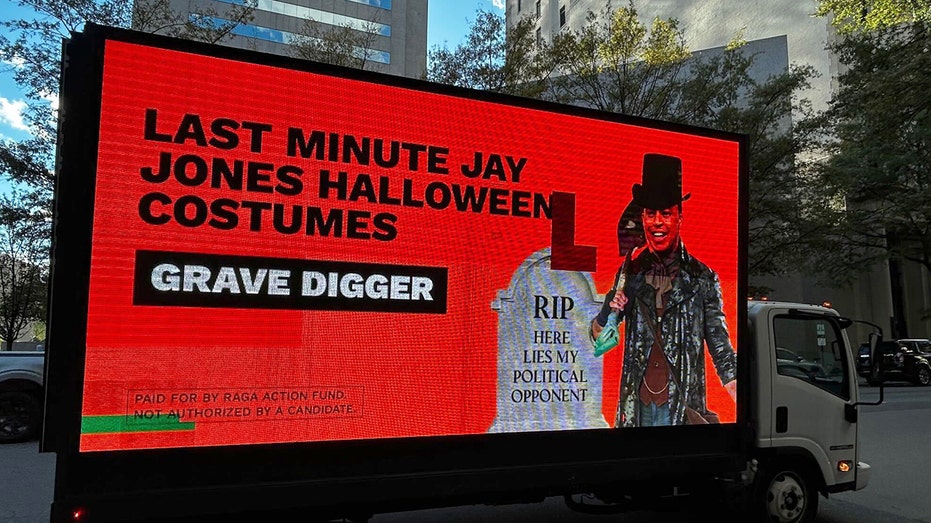 LAST MINUTE JAY
JONES HALLOWEEN
COSTUMES
GRAVE DIGGER
L
RIP
HERE
LIES MY
POLITICAL
OPPONENT
PAID FOR BY RAGA ACTION FUND.
NOT AUTHORIZED BY A CANDIDATE.